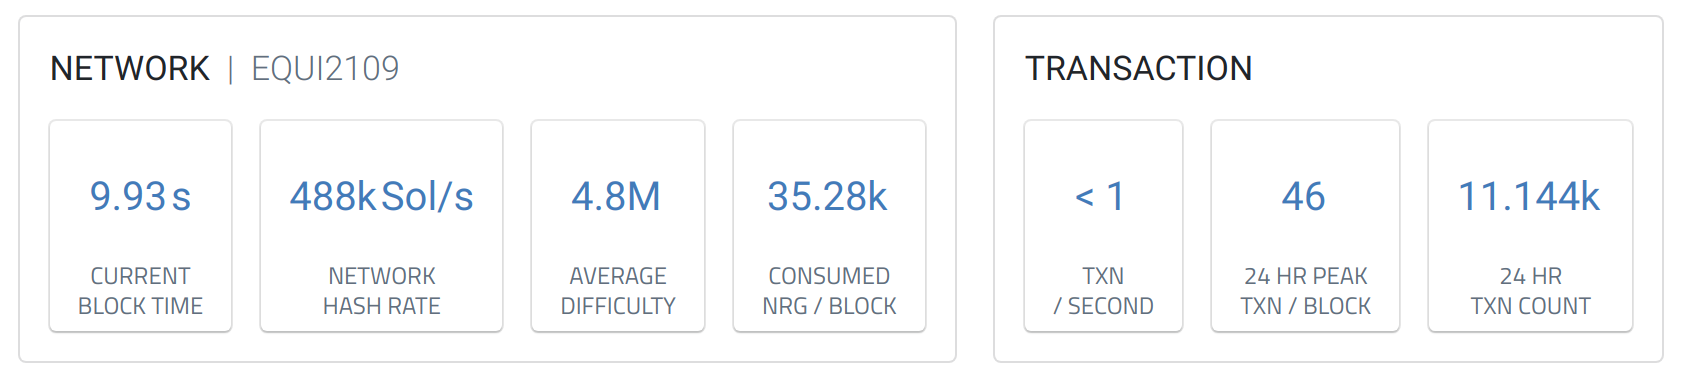 NETWORK | EQUI2109
9.93 s
CURRENT
BLOCK TIME
488k Sol/s
NETWORK
HASH RATE
4.8M
AVERAGE
DIFFICULTY
35.28k
CONSUMED
NRG / BLOCK
TRANSACTION
< 1
TXN
/ SECOND
46
24 HR PEAK
TXN / BLOCK
11.144k
24 HR
TXN COUNT